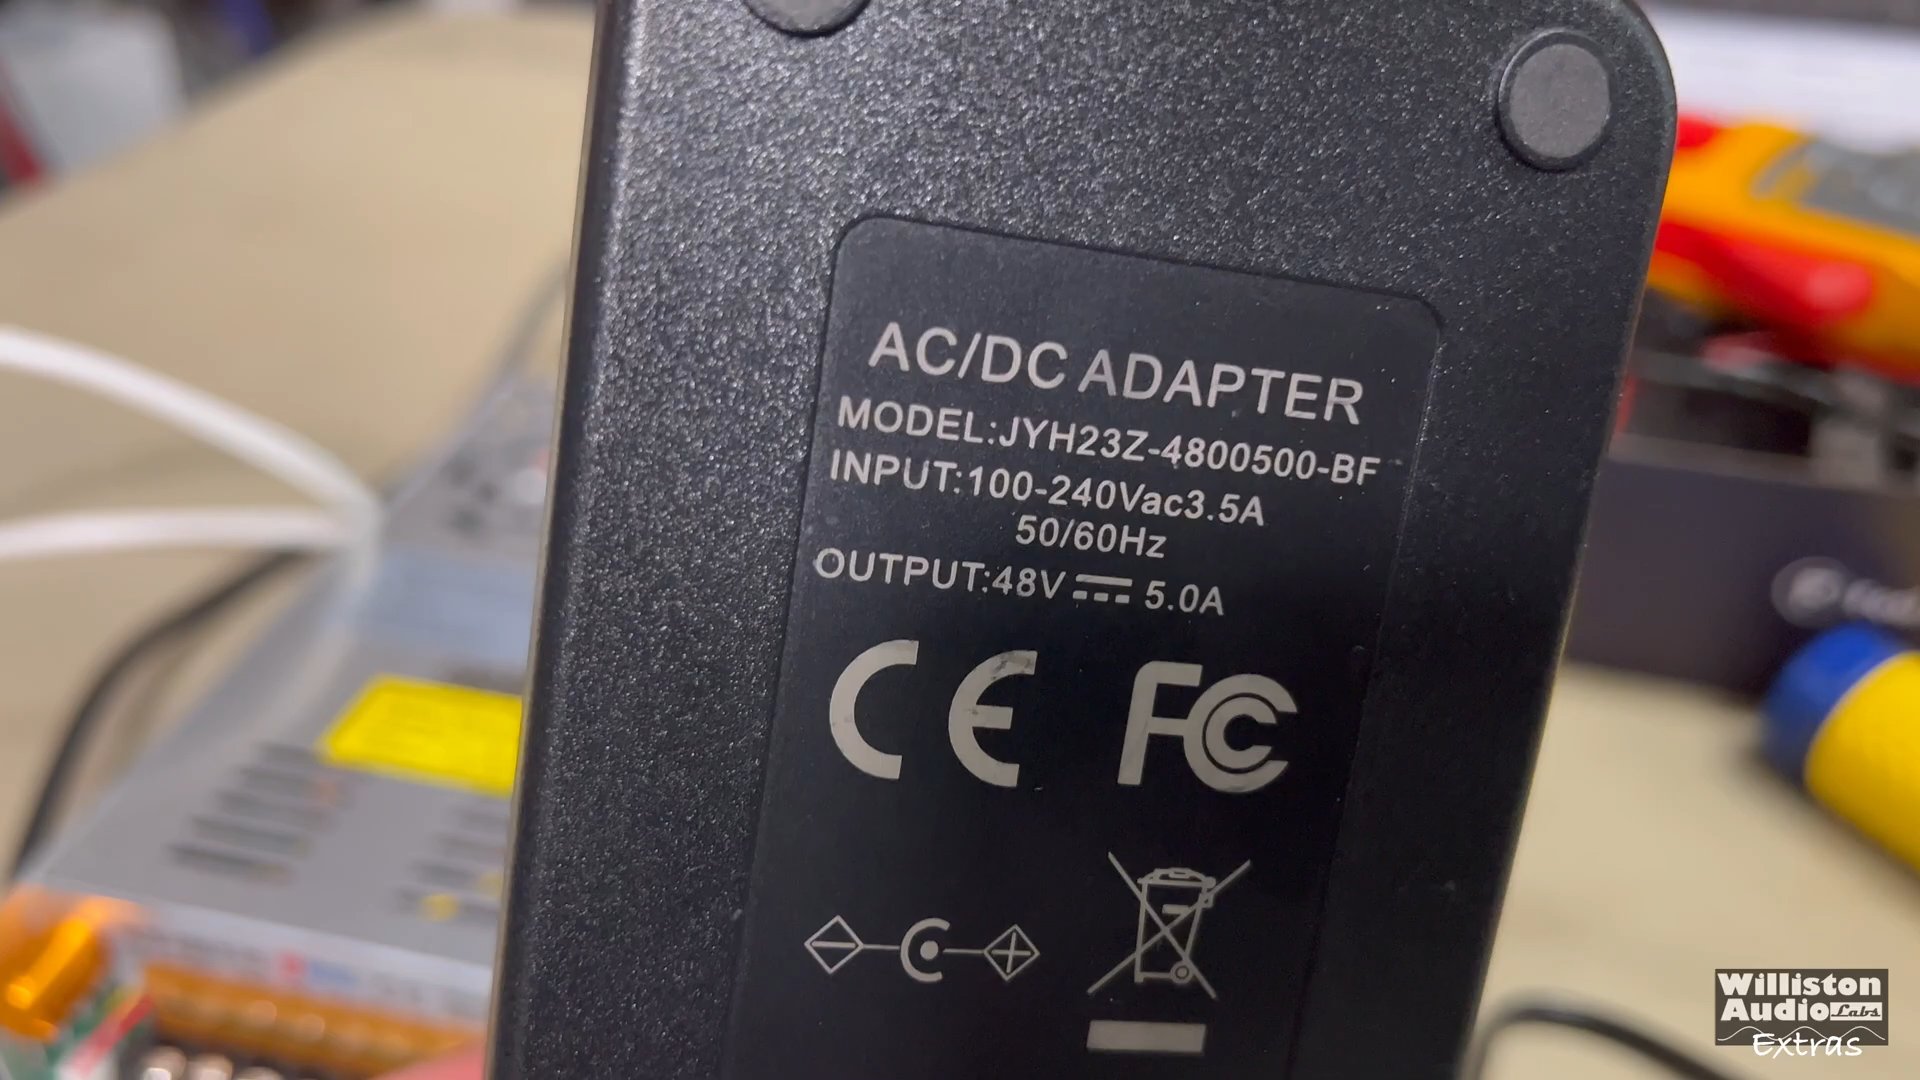 AC/DC ADAPTER
MODEL:JYH23Z-4800500-BF
INPUT:100-240Vac3.5A
50/60Hz
OUTPUT:48V⎓5.0A
CE FC
Williston
Audio Labs
Extras